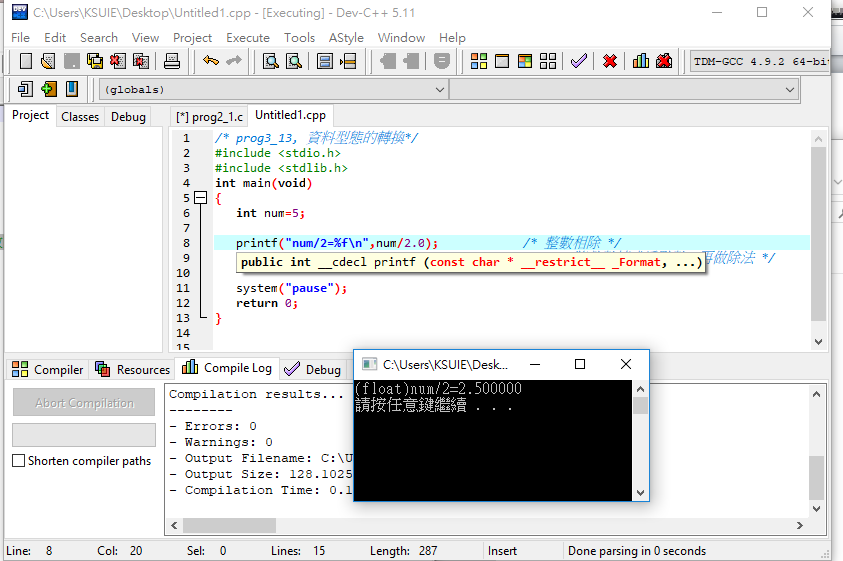 C:\Users\KSUIE\Desktop\Untitled1.cpp - [Executing] - Dev-C++ 5.11
File Edit Search View Project Execute Tools AStyle Window Help
TDM-GCC 4.9.2 64-bi
(globals)
Project Classes Debug
[*] prog2_1.c Untitled1.cpp
1 /* prog3_13, 資料型態的轉換*/
2 #include <stdio.h>
3 #include <stdlib.h>
4 int main(void)
5 {
6 int num=5;
7
8 printf("num/2=%f\n",num/2.0); /* 整數相除 */
9 再做除法 */
public int __cdecl printf (const char * __restrict__ _Format, ...)
10
11 system("pause");
12 return 0;
13 }
14
15
Compiler Resources Compile Log Debug
Abort Compilation
Shorten compiler paths
Compilation results...
--------
- Errors: 0
- Warnings: 0
- Output Filename: C:\U
- Output Size: 128.1025
- Compilation Time: 0.1
C:\Users\KSUIE\Desk...
(float)num/2=2.500000
請按任意鍵繼續 . . .
Line: 8 Col: 20 Sel: 0 Lines: 15 Length: 287 Insert Done parsing in 0 seconds